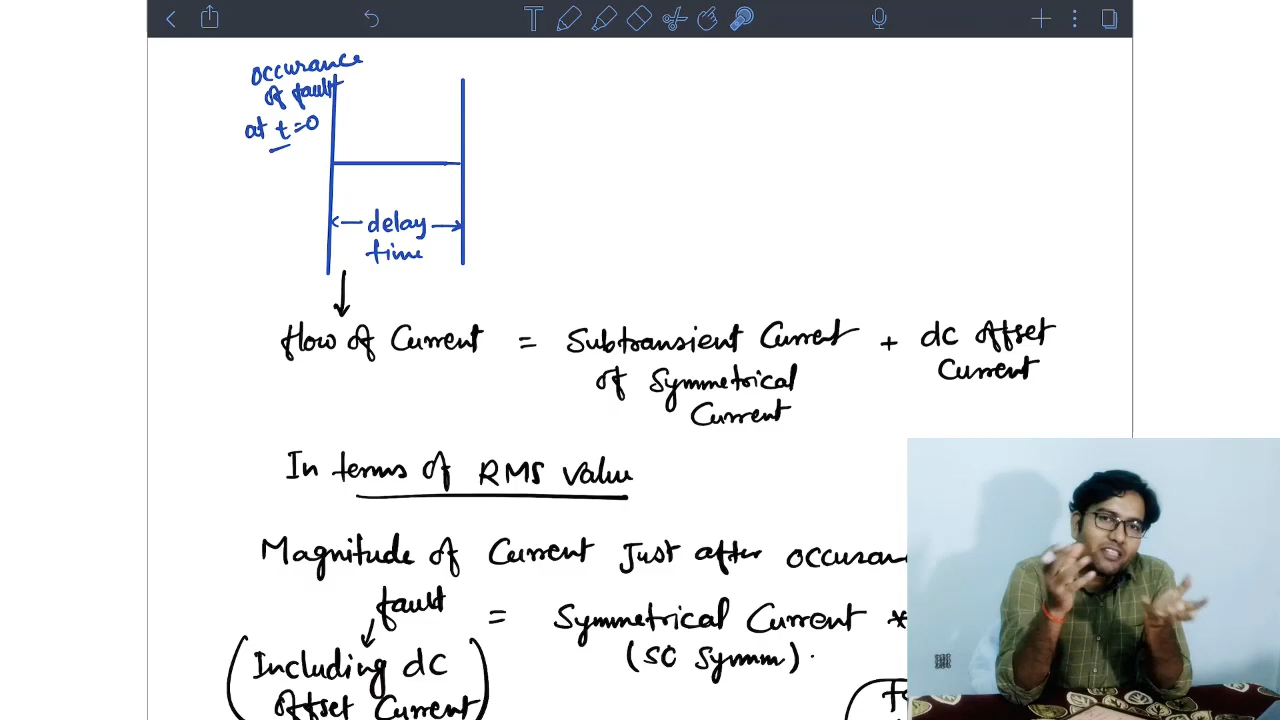 occurance
of fault
at t=0
delay
time
flow of Current = Subtransient Current + dc offset
of Symmetrical Current
Current
In terms of RMS value
Magnitude of Current Just after occuran
fault = Symmetrical Current *
(Including dc (SC Symm).
offset Current)